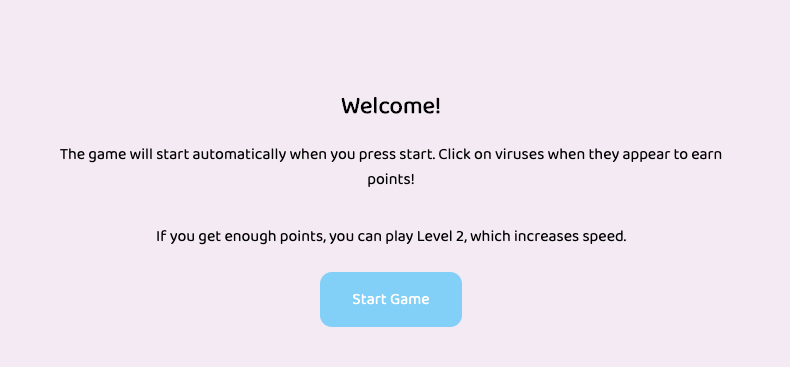 Welcome!
The game will start automatically when you press start. Click on viruses when they appear to earn
points!
If you get enough points, you can play Level 2, which increases speed.
Start Game